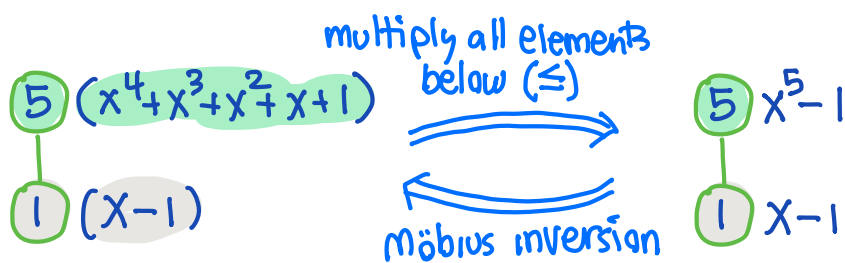 multiply all elements
below (≤)
5 (x⁴+x³+x²+x+1)
5 x⁵-1
1 (x-1)
1 x-1
Möbius inversion